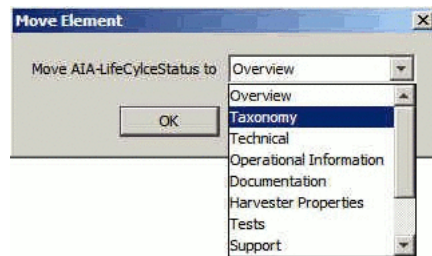 Move Element
Move AIA-LifeCylceStatus to Overview
OK
Overview
Taxonomy
Technical
Operational Information
Documentation
Harvester Properties
Tests
Support